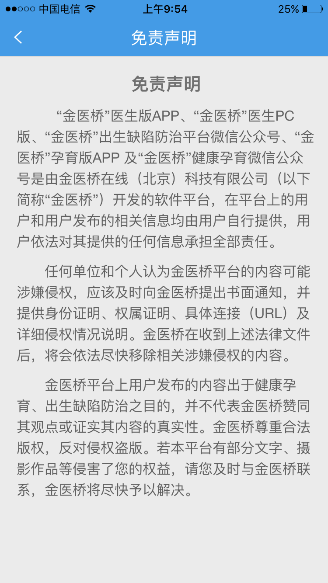 中国电信 上午9:54 25%
免责声明
免责声明
“金医桥”医生版APP、“金医桥”医生PC
版、“金医桥”出生缺陷防治平台微信公众号、“金
医桥”孕育版APP 及“金医桥”健康孕育微信公众
号是由金医桥在线（北京）科技有限公司（以下
简称“金医桥”）开发的软件平台，在平台上的用
户和用户发布的相关信息均由用户自行提供，用
户依法对其提供的任何信息承担全部责任。
任何单位和个人认为金医桥平台的内容可能
涉嫌侵权，应该及时向金医桥提出书面通知，并
提供身份证明、权属证明、具体连接（URL）及
详细侵权情况说明。金医桥在收到上述法律文件
后，将会依法尽快移除相关涉嫌侵权的内容。
金医桥平台上用户发布的内容出于健康孕
育、出生缺陷防治之目的，并不代表金医桥赞同
其观点或证实其内容的真实性。金医桥尊重合法
版权，反对侵权盗版。若本平台有部分文字、摄
影作品等侵害了您的权益，请您及时与金医桥联
系，金医桥将尽快予以解决。